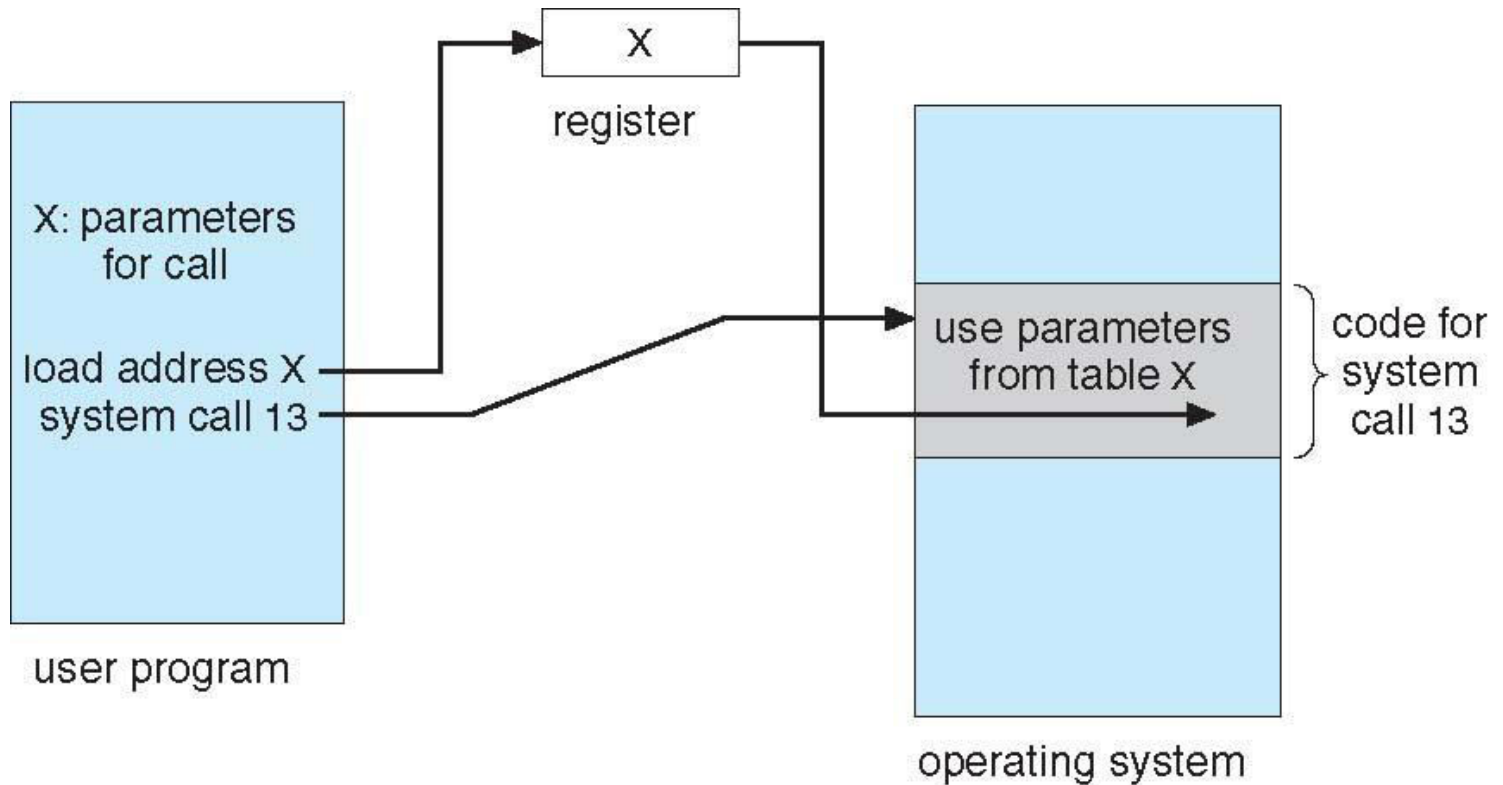 X
register
X: parameters
for call
load address X
system call 13
user program
use parameters
from table X
code for
system
call 13
operating system